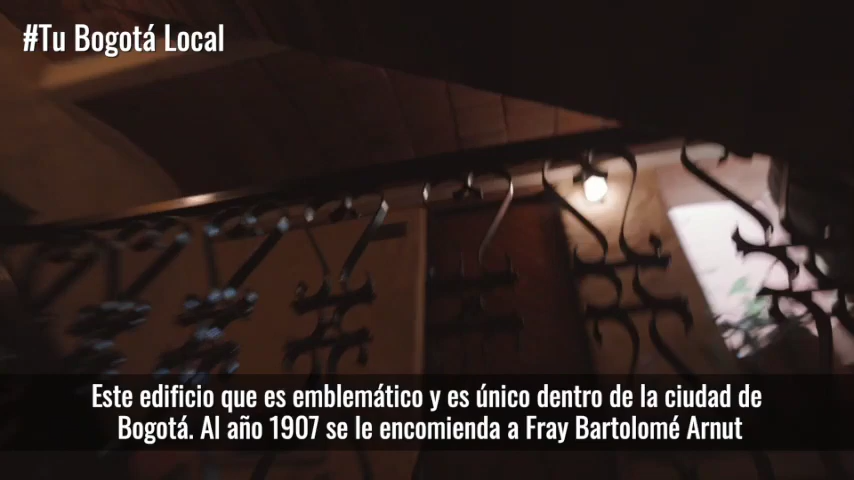 #Tu Bogotá Local
Este edificio que es emblemático y es único dentro de la ciudad de
Bogotá. Al año 1907 se le encomienda a Fray Bartolomé Arnut